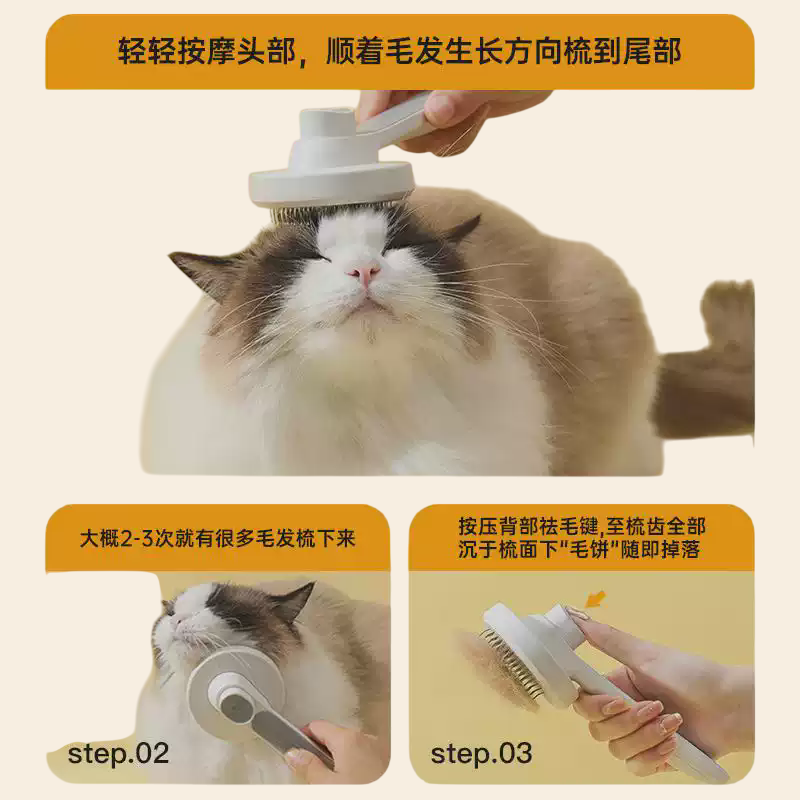 轻轻按摩头部，顺着毛发生长方向梳到尾部
大概2-3次就有很多毛发梳下来
按压背部祛毛键,至梳齿全部
沉于梳面下"毛饼"随即掉落
step.02
step.03